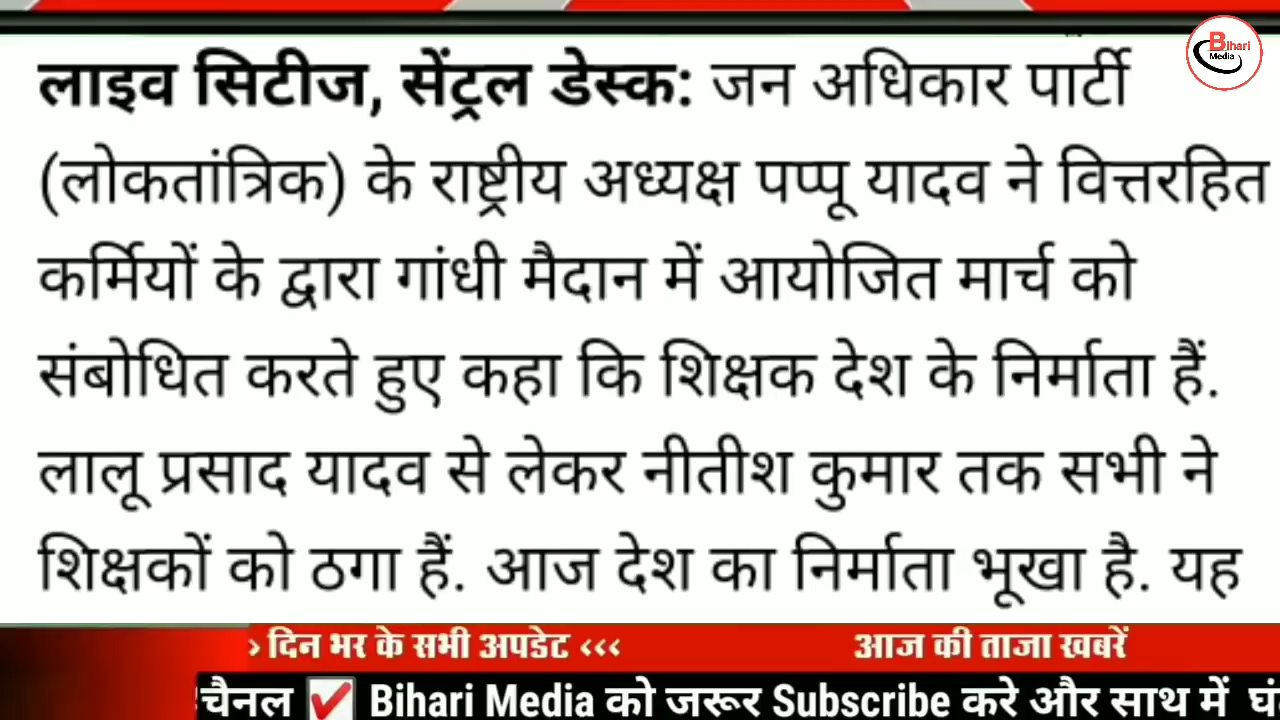 Bihari
Media
लाइव सिटीज, सेंट्रल डेस्क: जन अधिकार पार्टी
(लोकतांत्रिक) के राष्ट्रीय अध्यक्ष पप्पू यादव ने वित्तरहित
कर्मियों के द्वारा गांधी मैदान में आयोजित मार्च को
संबोधित करते हुए कहा कि शिक्षक देश के निर्माता हैं.
लालू प्रसाद यादव से लेकर नीतीश कुमार तक सभी ने
शिक्षकों को ठगा हैं. आज देश का निर्माता भूखा है. यह
› दिन भर के सभी अपडेट ‹‹‹ आज की ताजा खबरें
चैनल ✅ Bihari Media को जरूर Subscribe करे और साथ में